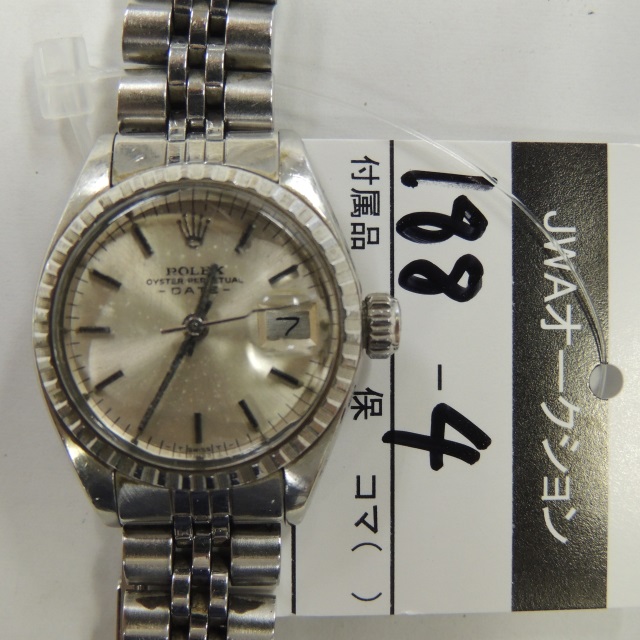 ROLEX
OYSTER PERPETUAL
DATE
7
JWAオークション
188-4
付属品 保 コマ( )